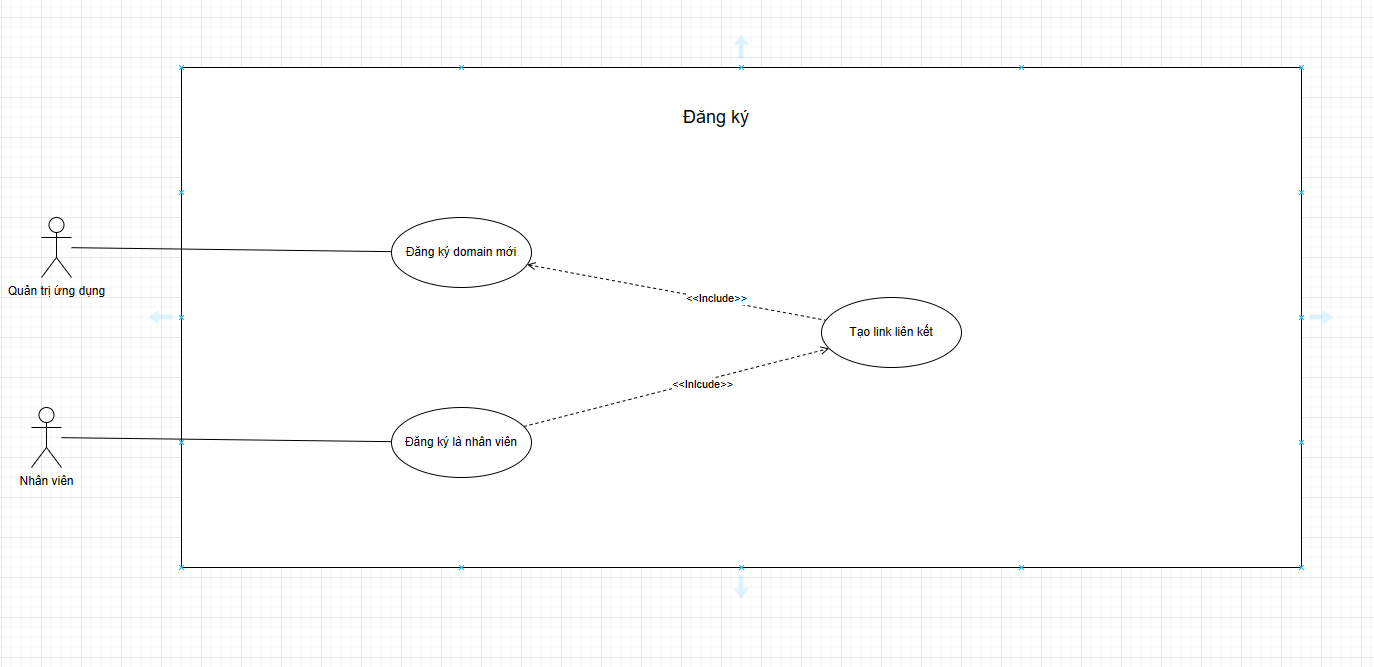 Đăng ký
Đăng ký domain mới
Quản trị ứng dụng
<<Include>>
Tạo link liên kết
<<Inlcude>>
Đăng ký là nhân viên
Nhân viên